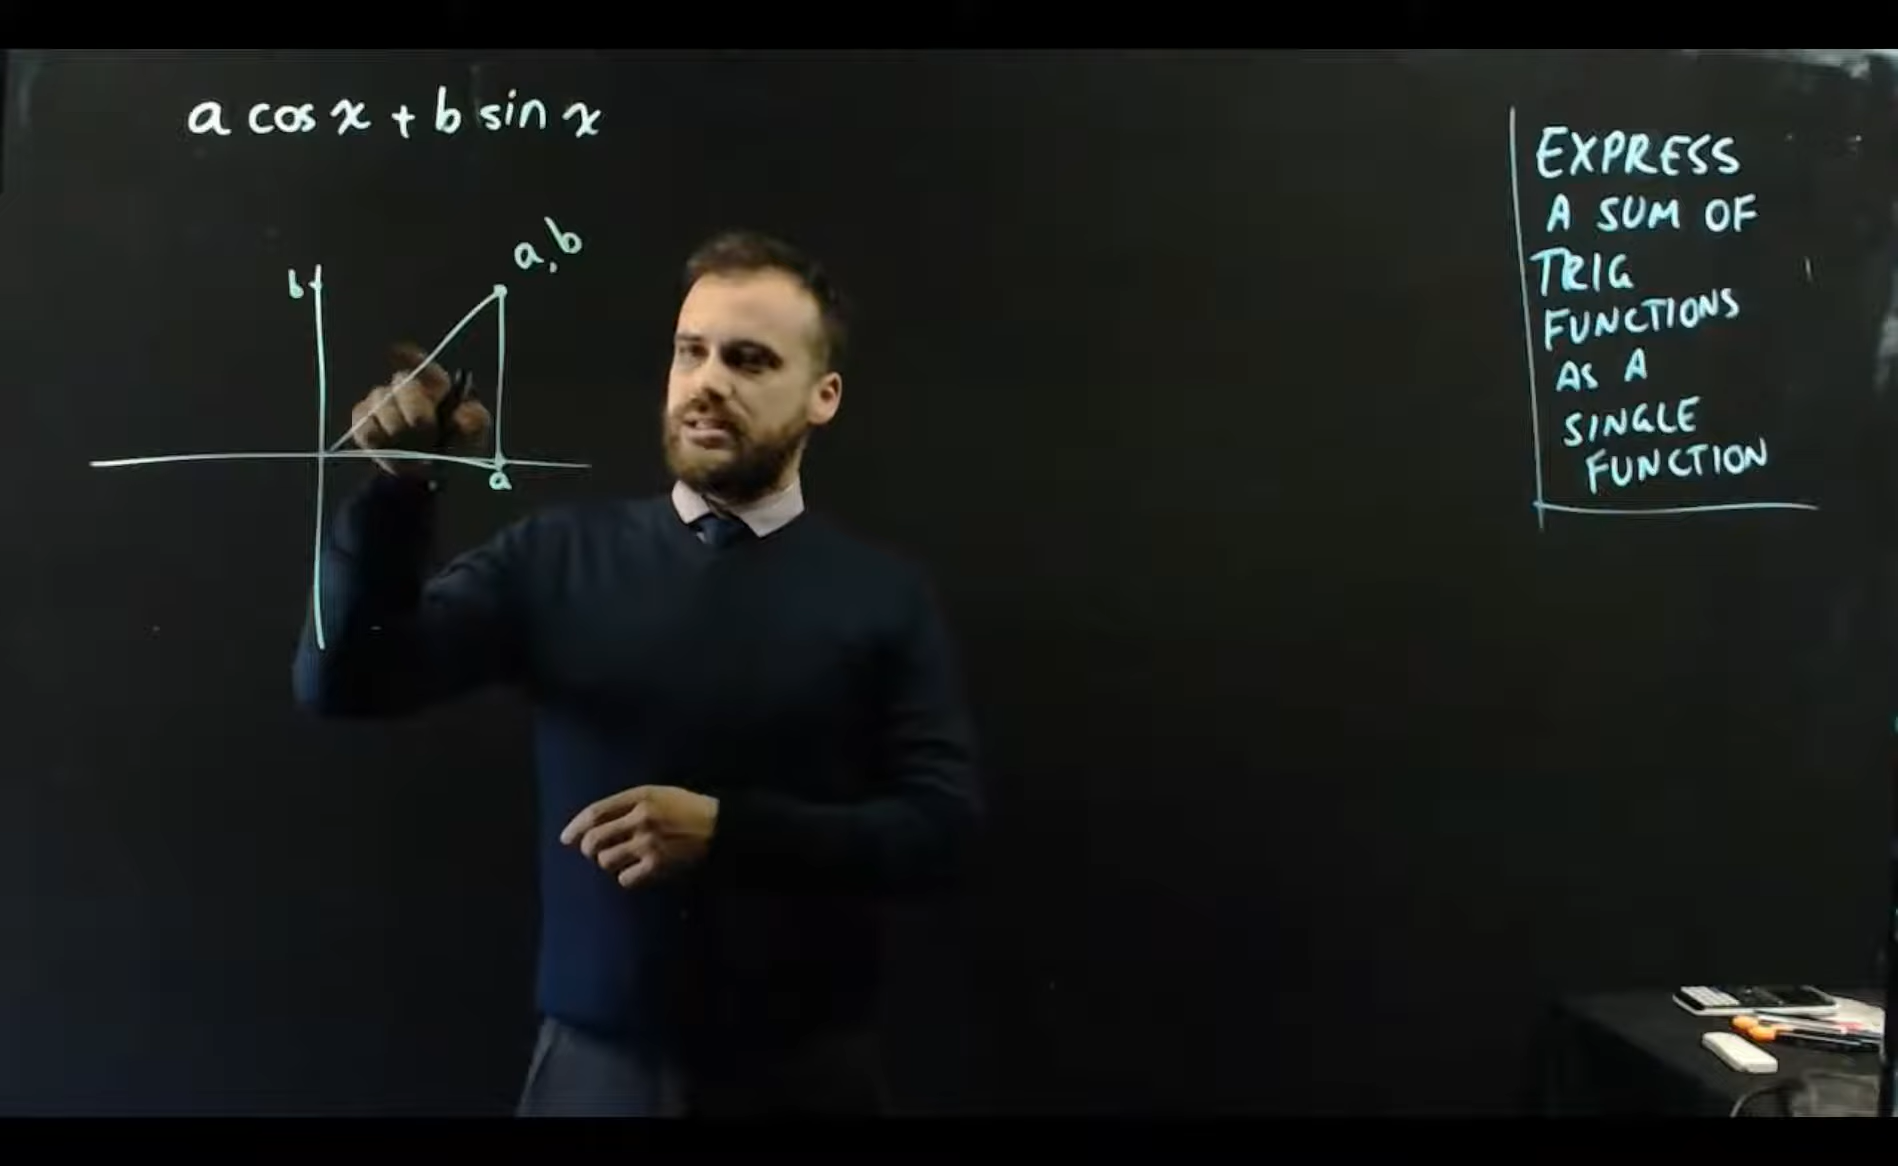 a cos x + b sin x
a,b
b
a
EXPRESS
A SUM OF
TRIG
FUNCTIONS
AS A
SINGLE
FUNCTION